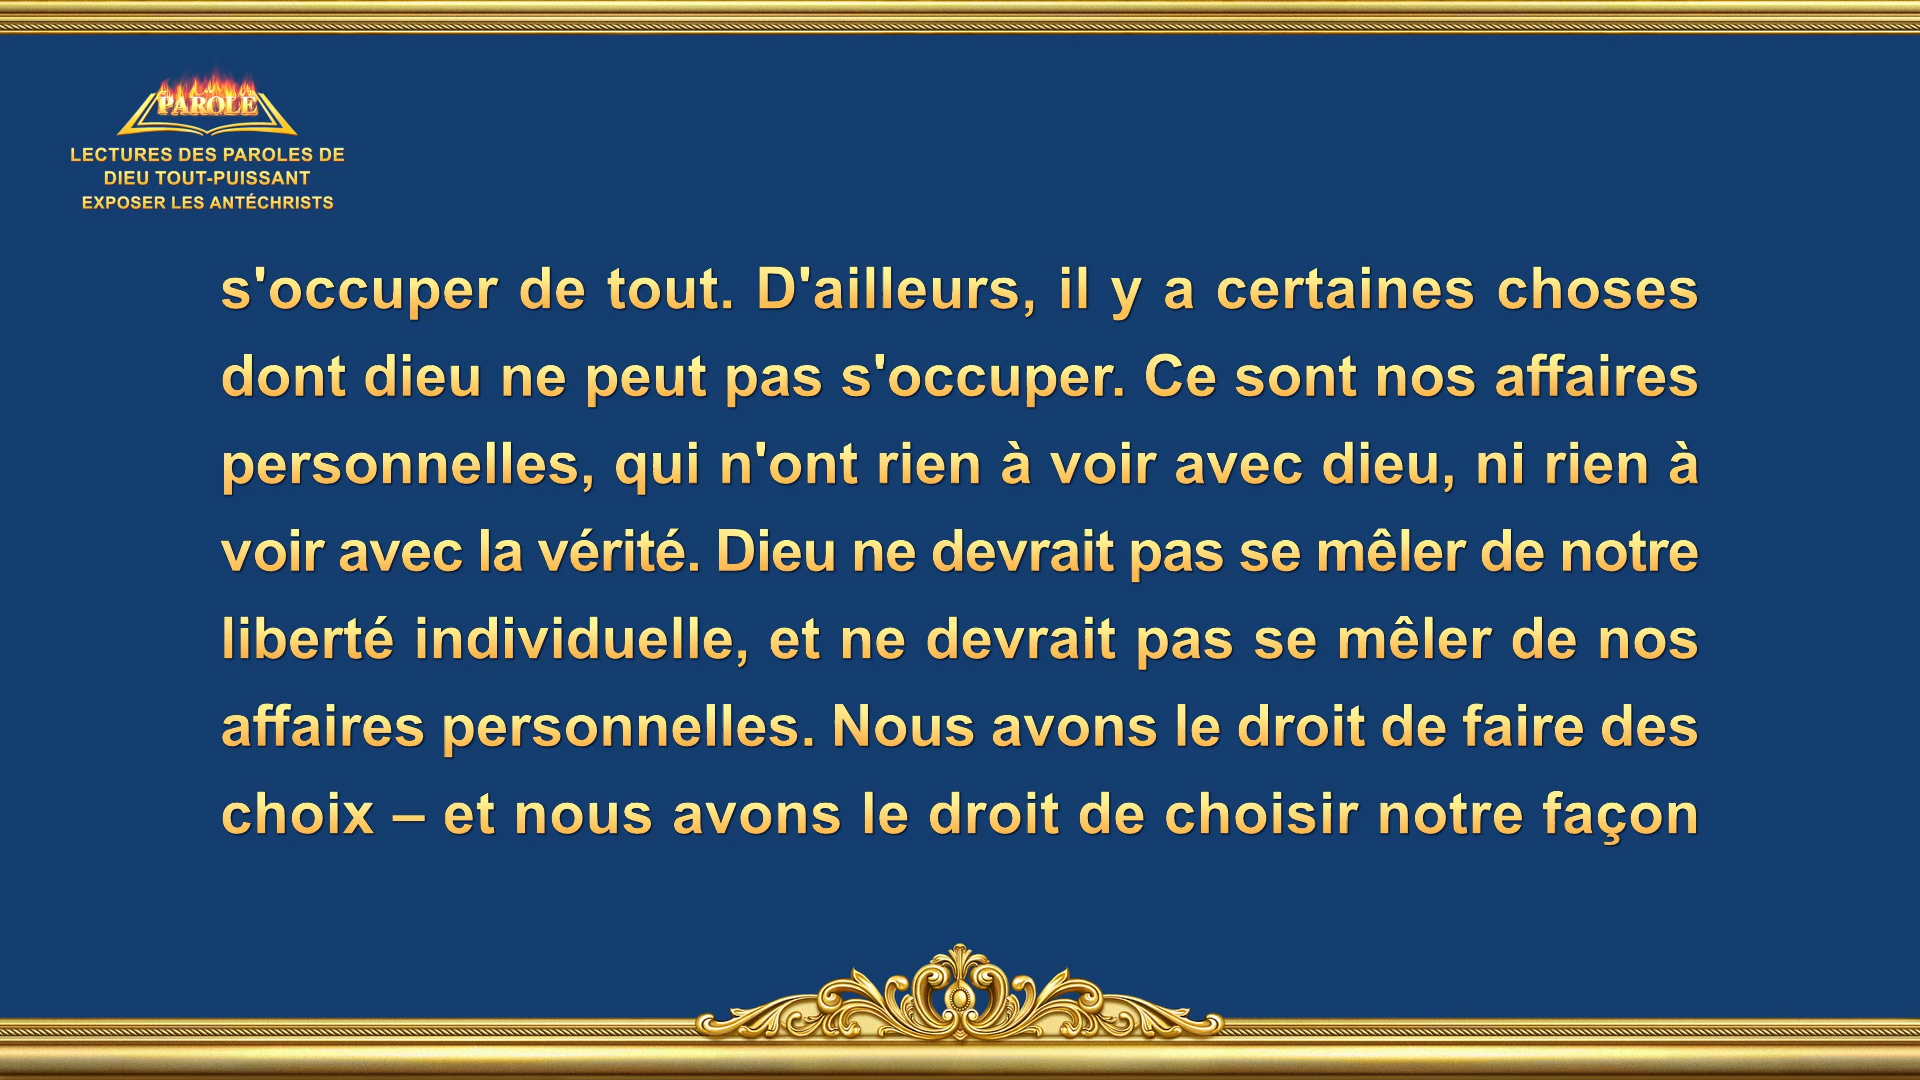 PAROLE
LECTURES DES PAROLES DE
DIEU TOUT-PUISSANT
EXPOSER LES ANTÉCHRISTS
s'occuper de tout. D'ailleurs, il y a certaines choses
dont dieu ne peut pas s'occuper. Ce sont nos affaires
personnelles, qui n'ont rien à voir avec dieu, ni rien à
voir avec la vérité. Dieu ne devrait pas se mêler de notre
liberté individuelle, et ne devrait pas se mêler de nos
affaires personnelles. Nous avons le droit de faire des
choix – et nous avons le droit de choisir notre façon